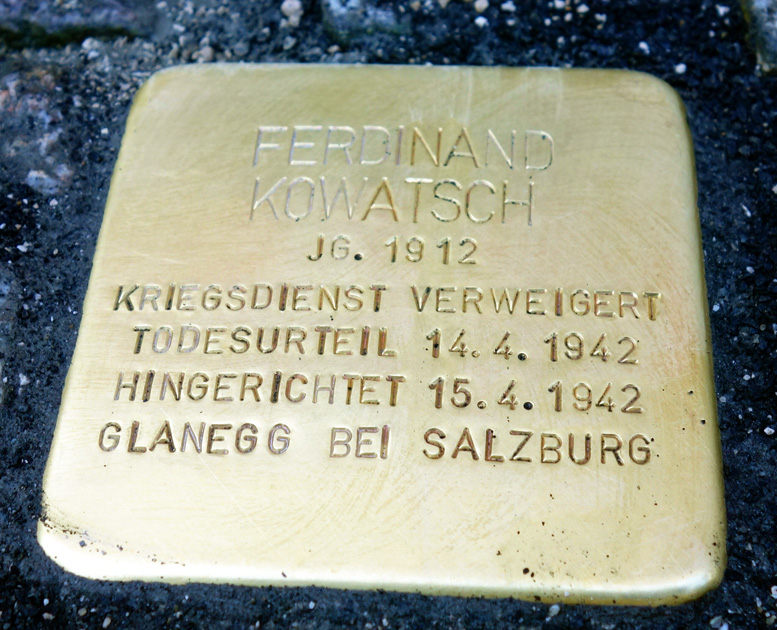 FERDINAND
KOWATSCH
JG. 1912
KRIEGSDIENST VERWEIGERT
TODESURTEIL 14.4.1942
HINGERICHTET 15.4.1942
GLANEGG BEI SALZBURG